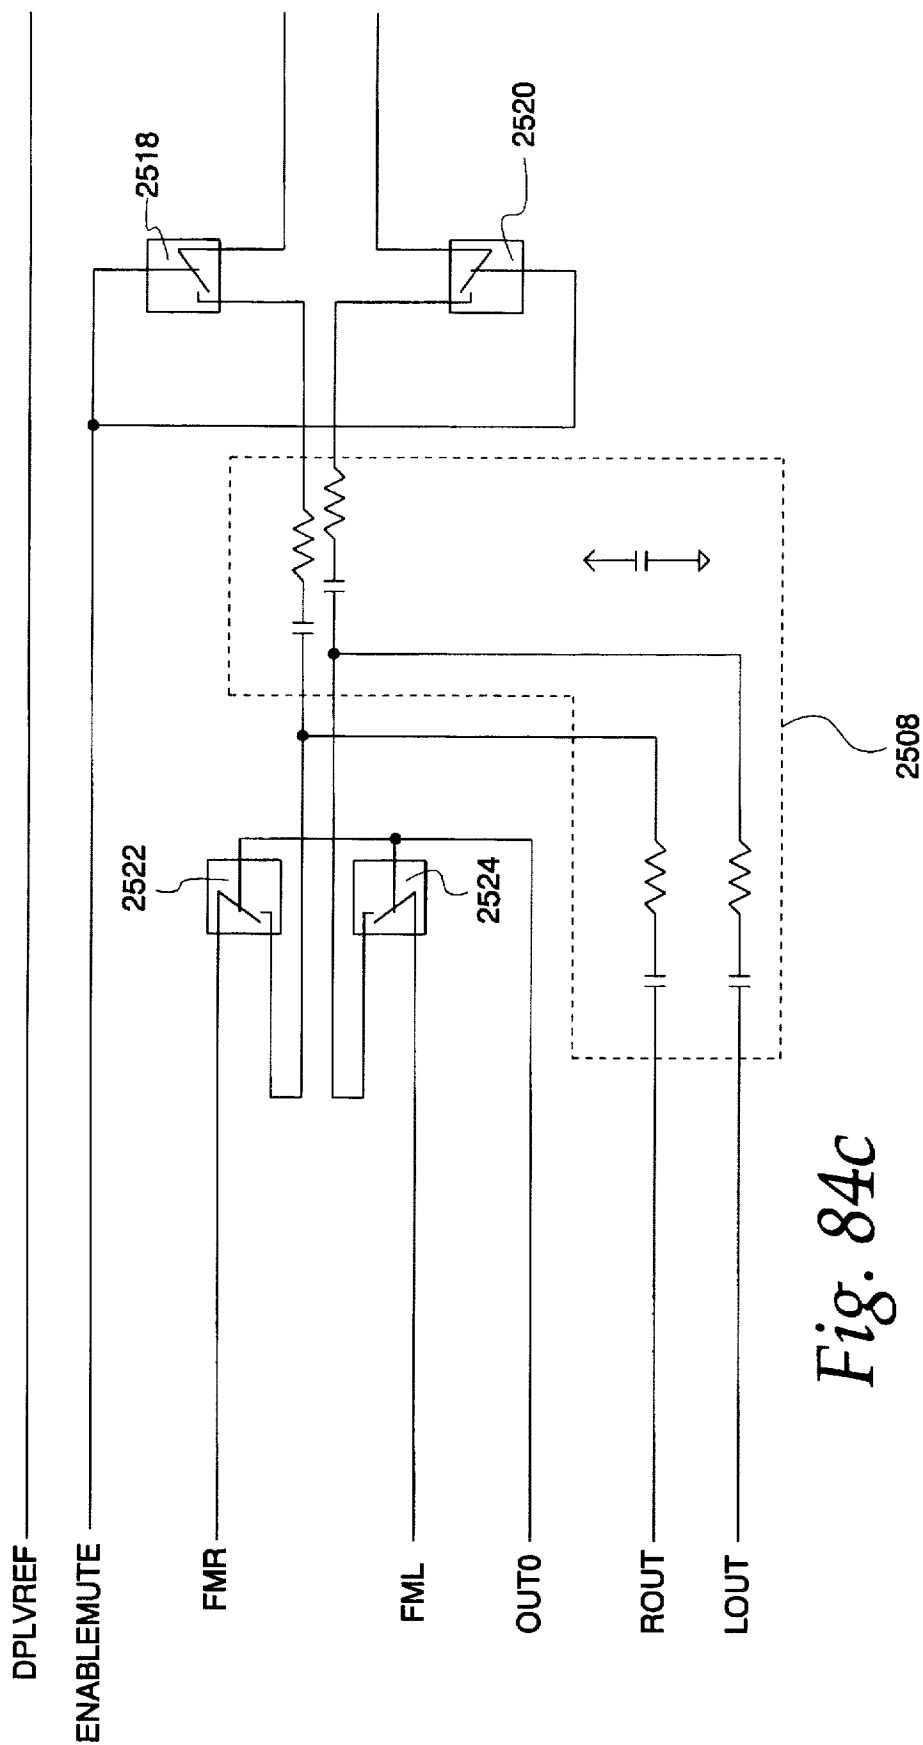 DPLVREF
ENABLEMUTE
FMR
FML
OUT0
ROUT
LOUT
2522
2524
2518
2520
2508
Fig. 84c